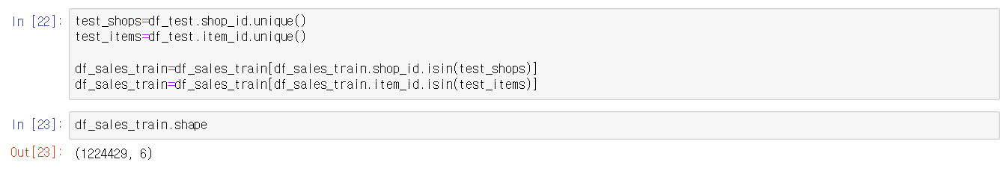 In [22]: test_shops=df_test.shop_id.unique()
test_items=df_test.item_id.unique()
df_sales_train=df_sales_train[df_sales_train.shop_id.isin(test_shops)]
df_sales_train=df_sales_train[df_sales_train.item_id.isin(test_items)]
In [23]: df_sales_train.shape
Out[23]: (1224429, 6)